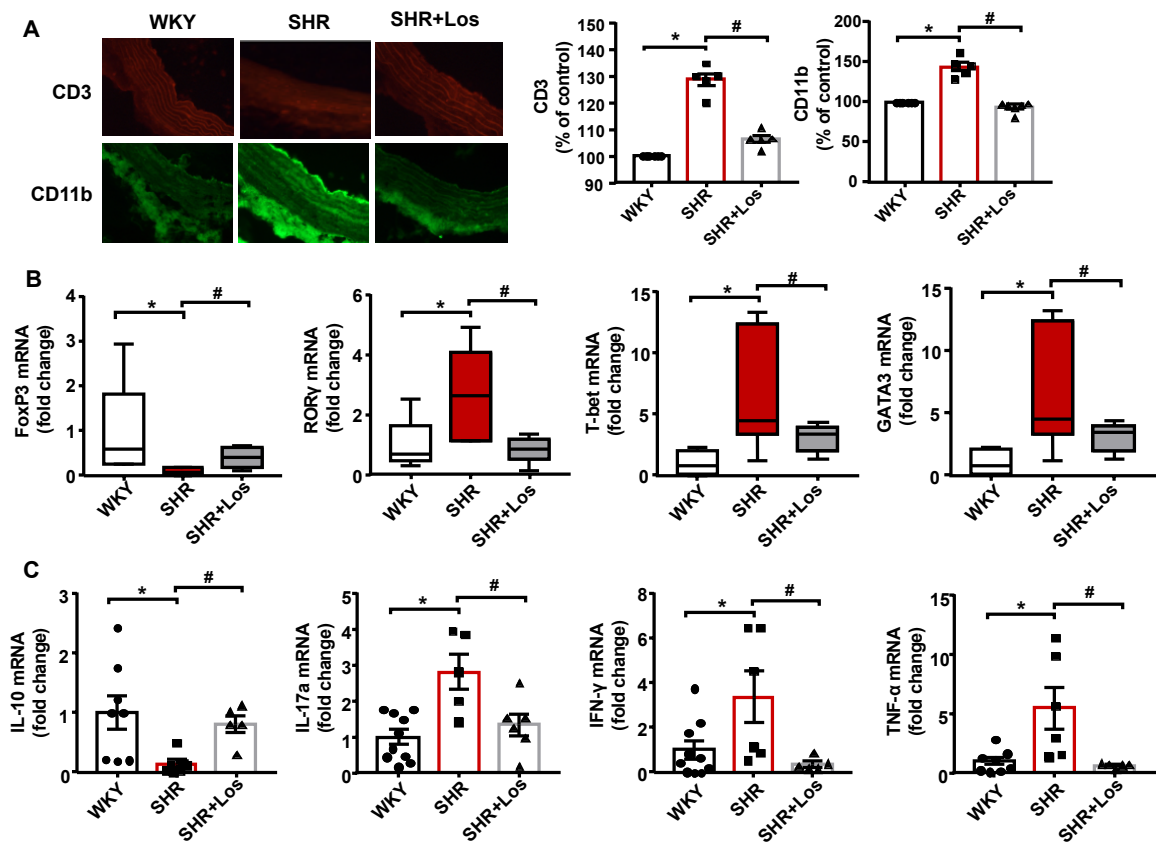 A
WKY
SHR
SHR+Los
CD3
CD11b
CD3
(% of control)
150
140
130
120
110
100
90
*
#
WKY
SHR
SHR+Los
CD11b
(% of control)
200
150
100
50
0
*
#
WKY
SHR
SHR+Los
B
FoxP3 mRNA
(fold change)
4
3
2
1
0
*
#
WKY
SHR
SHR+Los
RORγ mRNA
(fold change)
6
4
2
0
*
#
WKY
SHR
SHR+Los
T-bet mRNA
(fold change)
15
10
5
0
*
#
WKY
SHR
SHR+Los
GATA3 mRNA
(fold change)
15
10
5
0
*
#
WKY
SHR
SHR+Los
C
IL-10 mRNA
(fold change)
3
2
1
0
*
#
WKY
SHR
SHR+Los
IL-17a mRNA
(fold change)
5
4
3
2
1
0
*
#
WKY
SHR
SHR+Los
IFN-γ mRNA
(fold change)
8
6
4
2
0
*
#
WKY
SHR
SHR+Los
TNF-α mRNA
(fold change)
15
10
5
0
*
#
WKY
SHR
SHR+Los